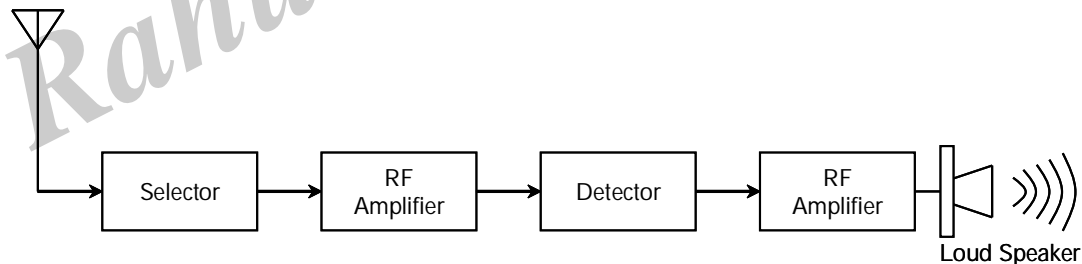 Selector
RF
Amplifier
Detector
RF
Amplifier
Loud Speaker